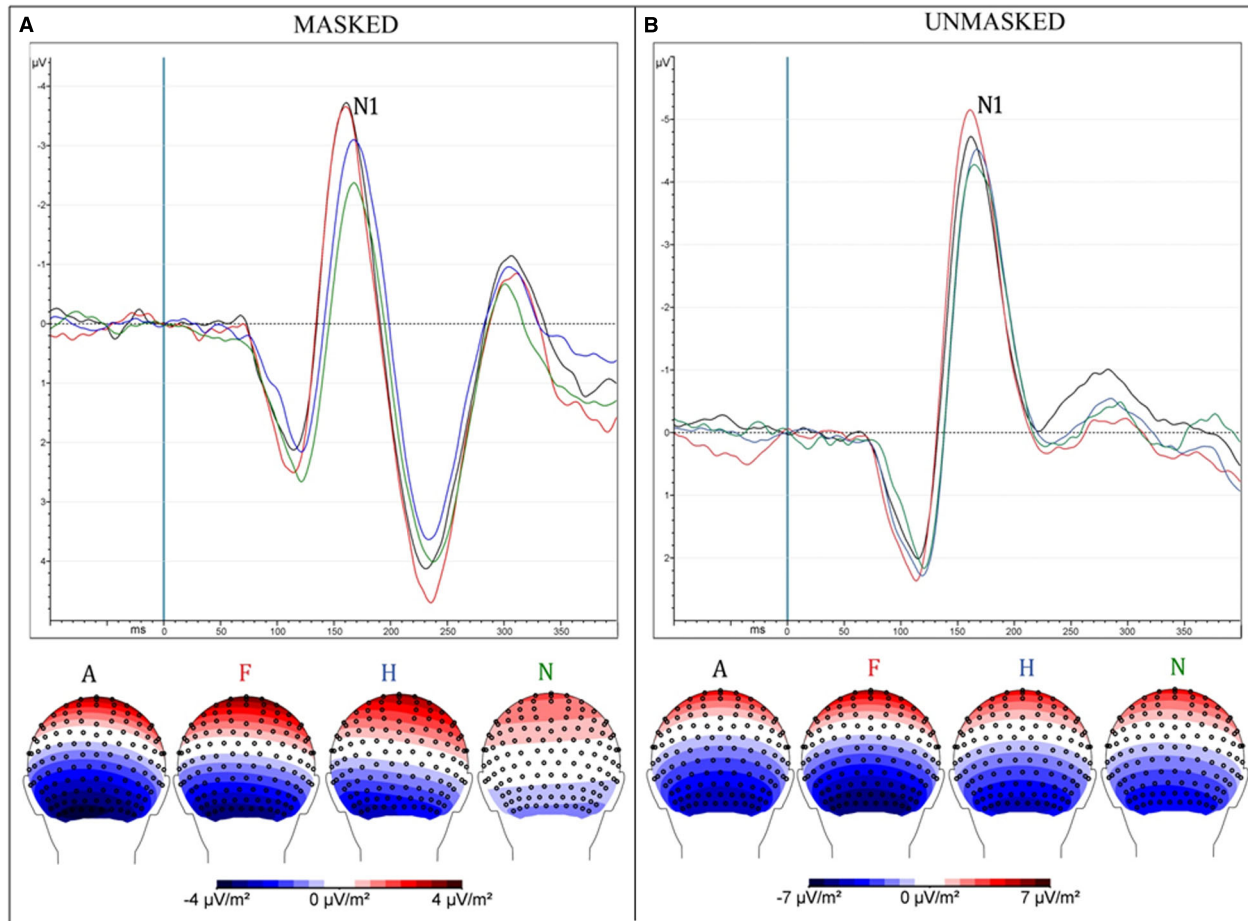 A MASKED
µV
-4
-3
-2
-1
0
1
2
3
4
N1
ms 0 50 100 150 200 250 300 350
A F H N
-4 µV/m² 0 µV/m² 4 µV/m²
B UNMASKED
µV
-5
-4
-3
-2
-1
0
1
2
N1
ms 0 50 100 150 200 250 300 350
A F H N
-7 µV/m² 0 µV/m² 7 µV/m²